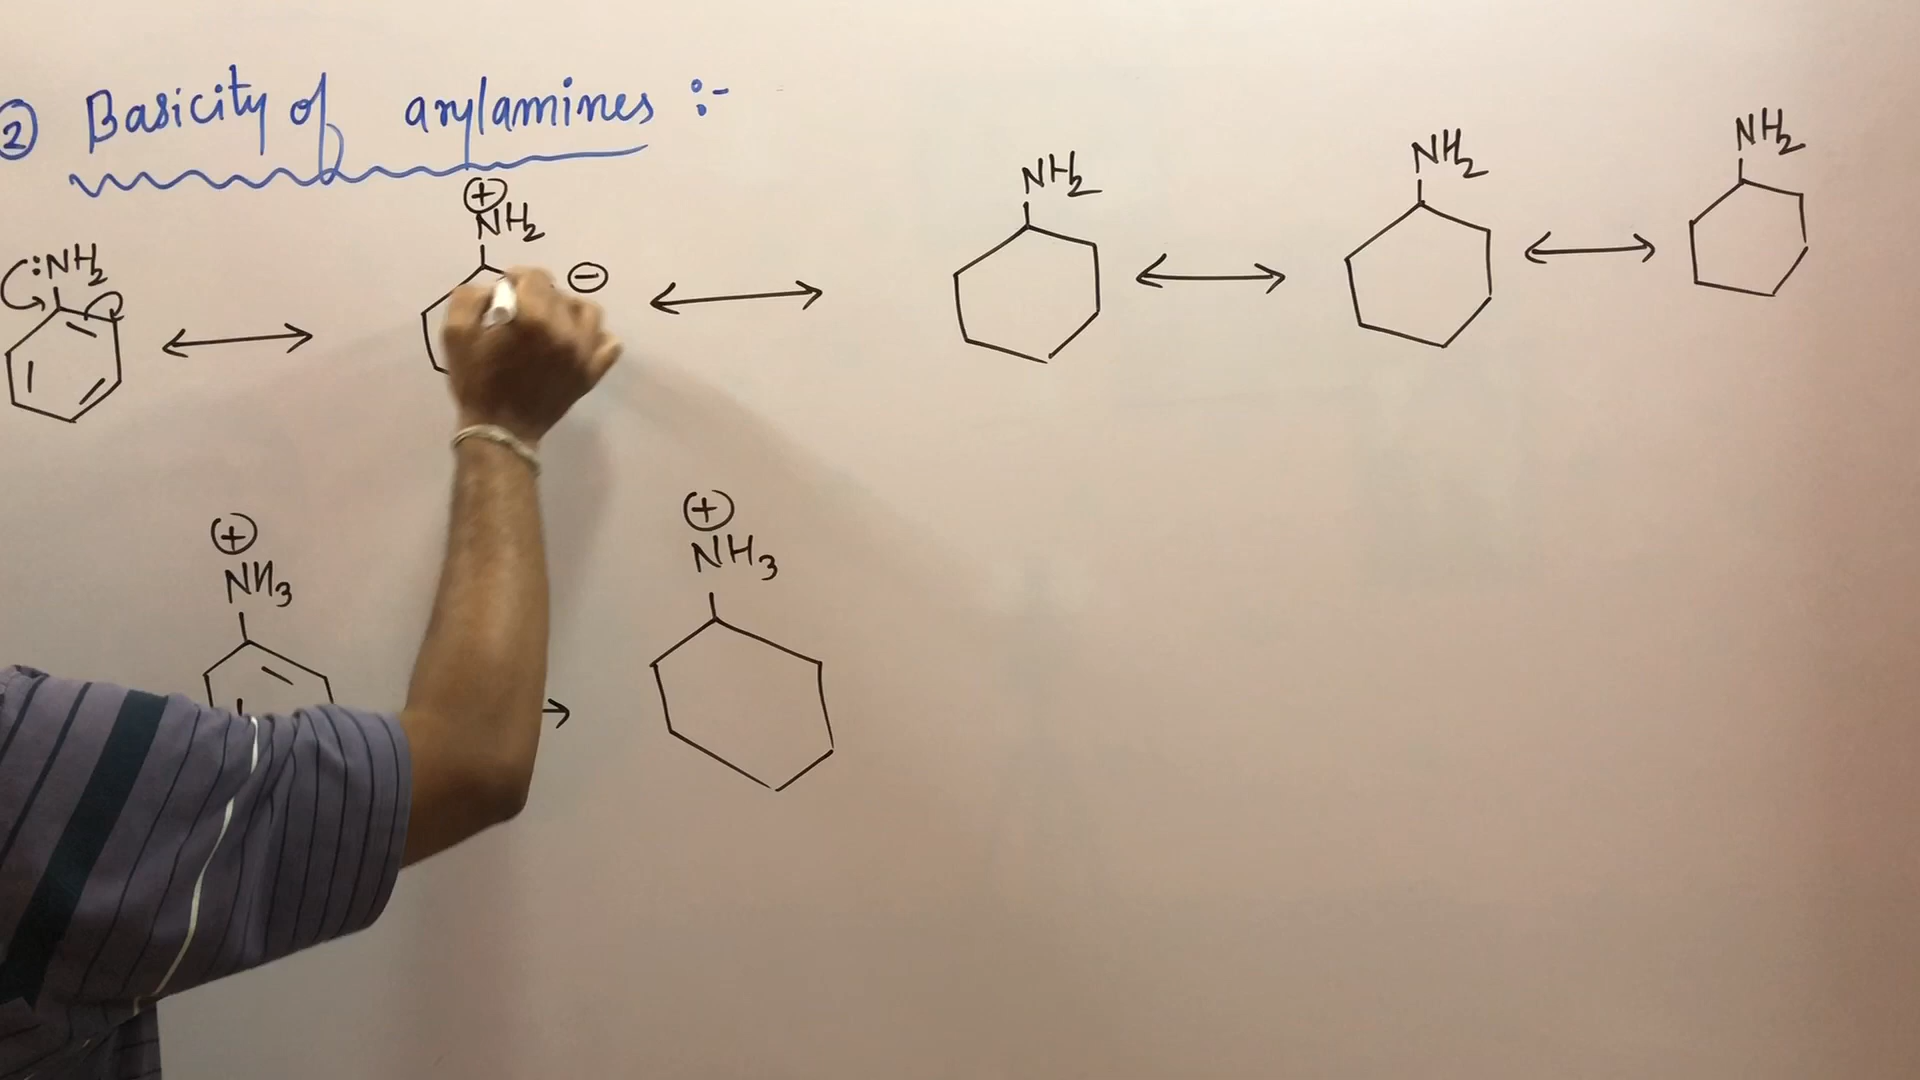 ② Basicity of arylamines :-
:NH₂
⊕
NH₂
⊖
NH₂
NH₂
NH₂
⊕
NH₃
⊕
NH₃